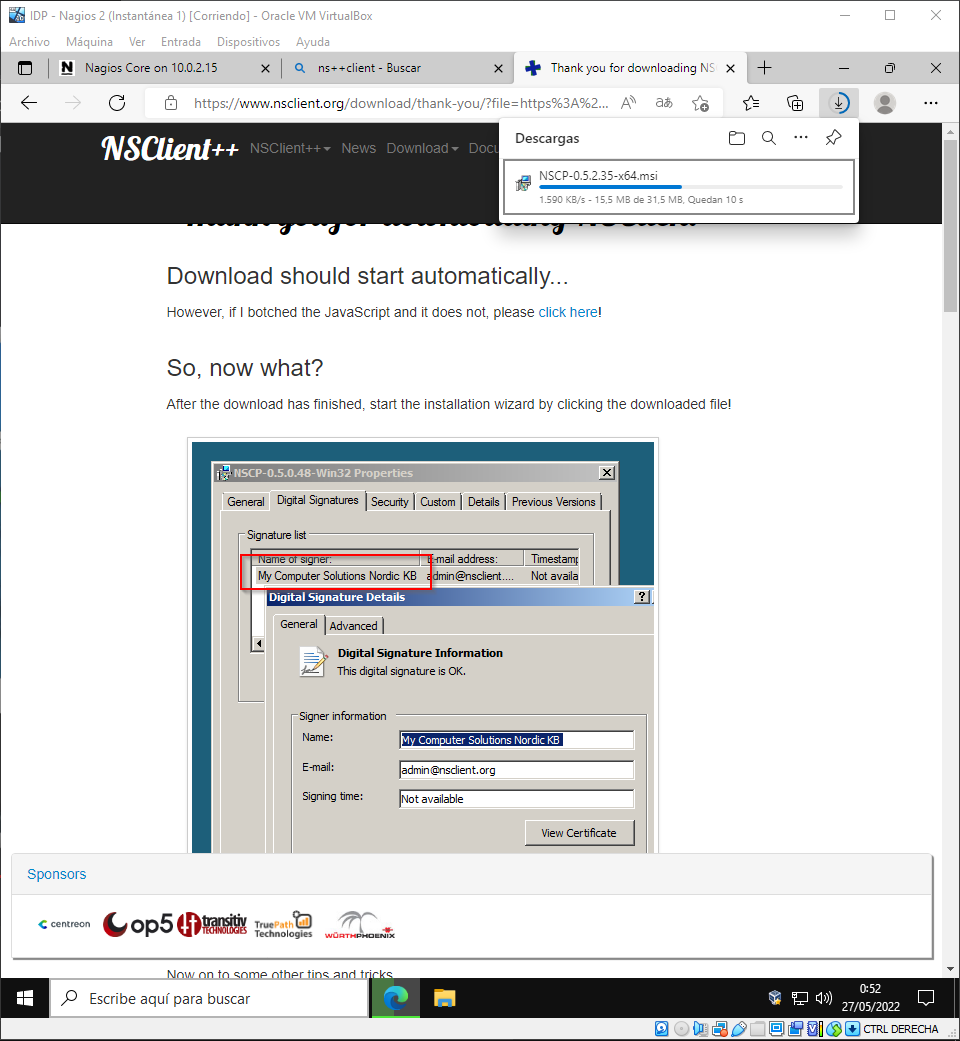 IDP - Nagios 2 (Instantánea 1) [Corriendo] - Oracle VM VirtualBox
Archivo Máquina Ver Entrada Dispositivos Ayuda
Nagios Core on 10.0.2.15
ns++client - Buscar
Thank you for downloading NS
https://www.nsclient.org/download/thank-you/?file=https%3A%2...
NSClient++
NSClient++ News Download Docu
Descargas
NSCP-0.5.2.35-x64.msi
1.590 KB/s - 15,5 MB de 31,5 MB, Quedan 10 s
Thank you for downloading NSClient
Download should start automatically...
However, if I botched the JavaScript and it does not, please click here!
So, now what?
After the download has finished, start the installation wizard by clicking the downloaded file!
NSCP-0.5.0.48-Win32 Properties
General Digital Signatures Security Custom Details Previous Versions
Signature list
Name of signer: E-mail address: Timestamp
My Computer Solutions Nordic KB admin@nsclient.... Not availa
Digital Signature Details
General Advanced
Digital Signature Information
This digital signature is OK.
Signer information
Name: My Computer Solutions Nordic KB
E-mail: admin@nsclient.org
Signing time: Not available
View Certificate
Sponsors
centreon
op5
transitiv
TECHNOLOGIES
TruePath
Technologies
WÜRTHPHOENIX
Now on to some other tips and tricks
Escribe aquí para buscar
0:52
27/05/2022
CTRL DERECHA